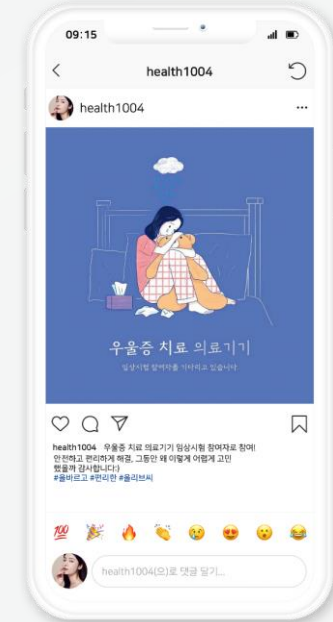 09:15
health1004
health1004
우울증 치료 의료기기
임상시험 참여자를 기다리고 있습니다
health1004 우울증 치료 의료기기 임상시험 참여자로 참여!
안전하고 편리하게 해결, 그동안 왜 이렇게 어렵게 고민
했을까 감사합니다:)
#올바르고 #편리한 #올리브씨
health1004(으)로 댓글 달기...